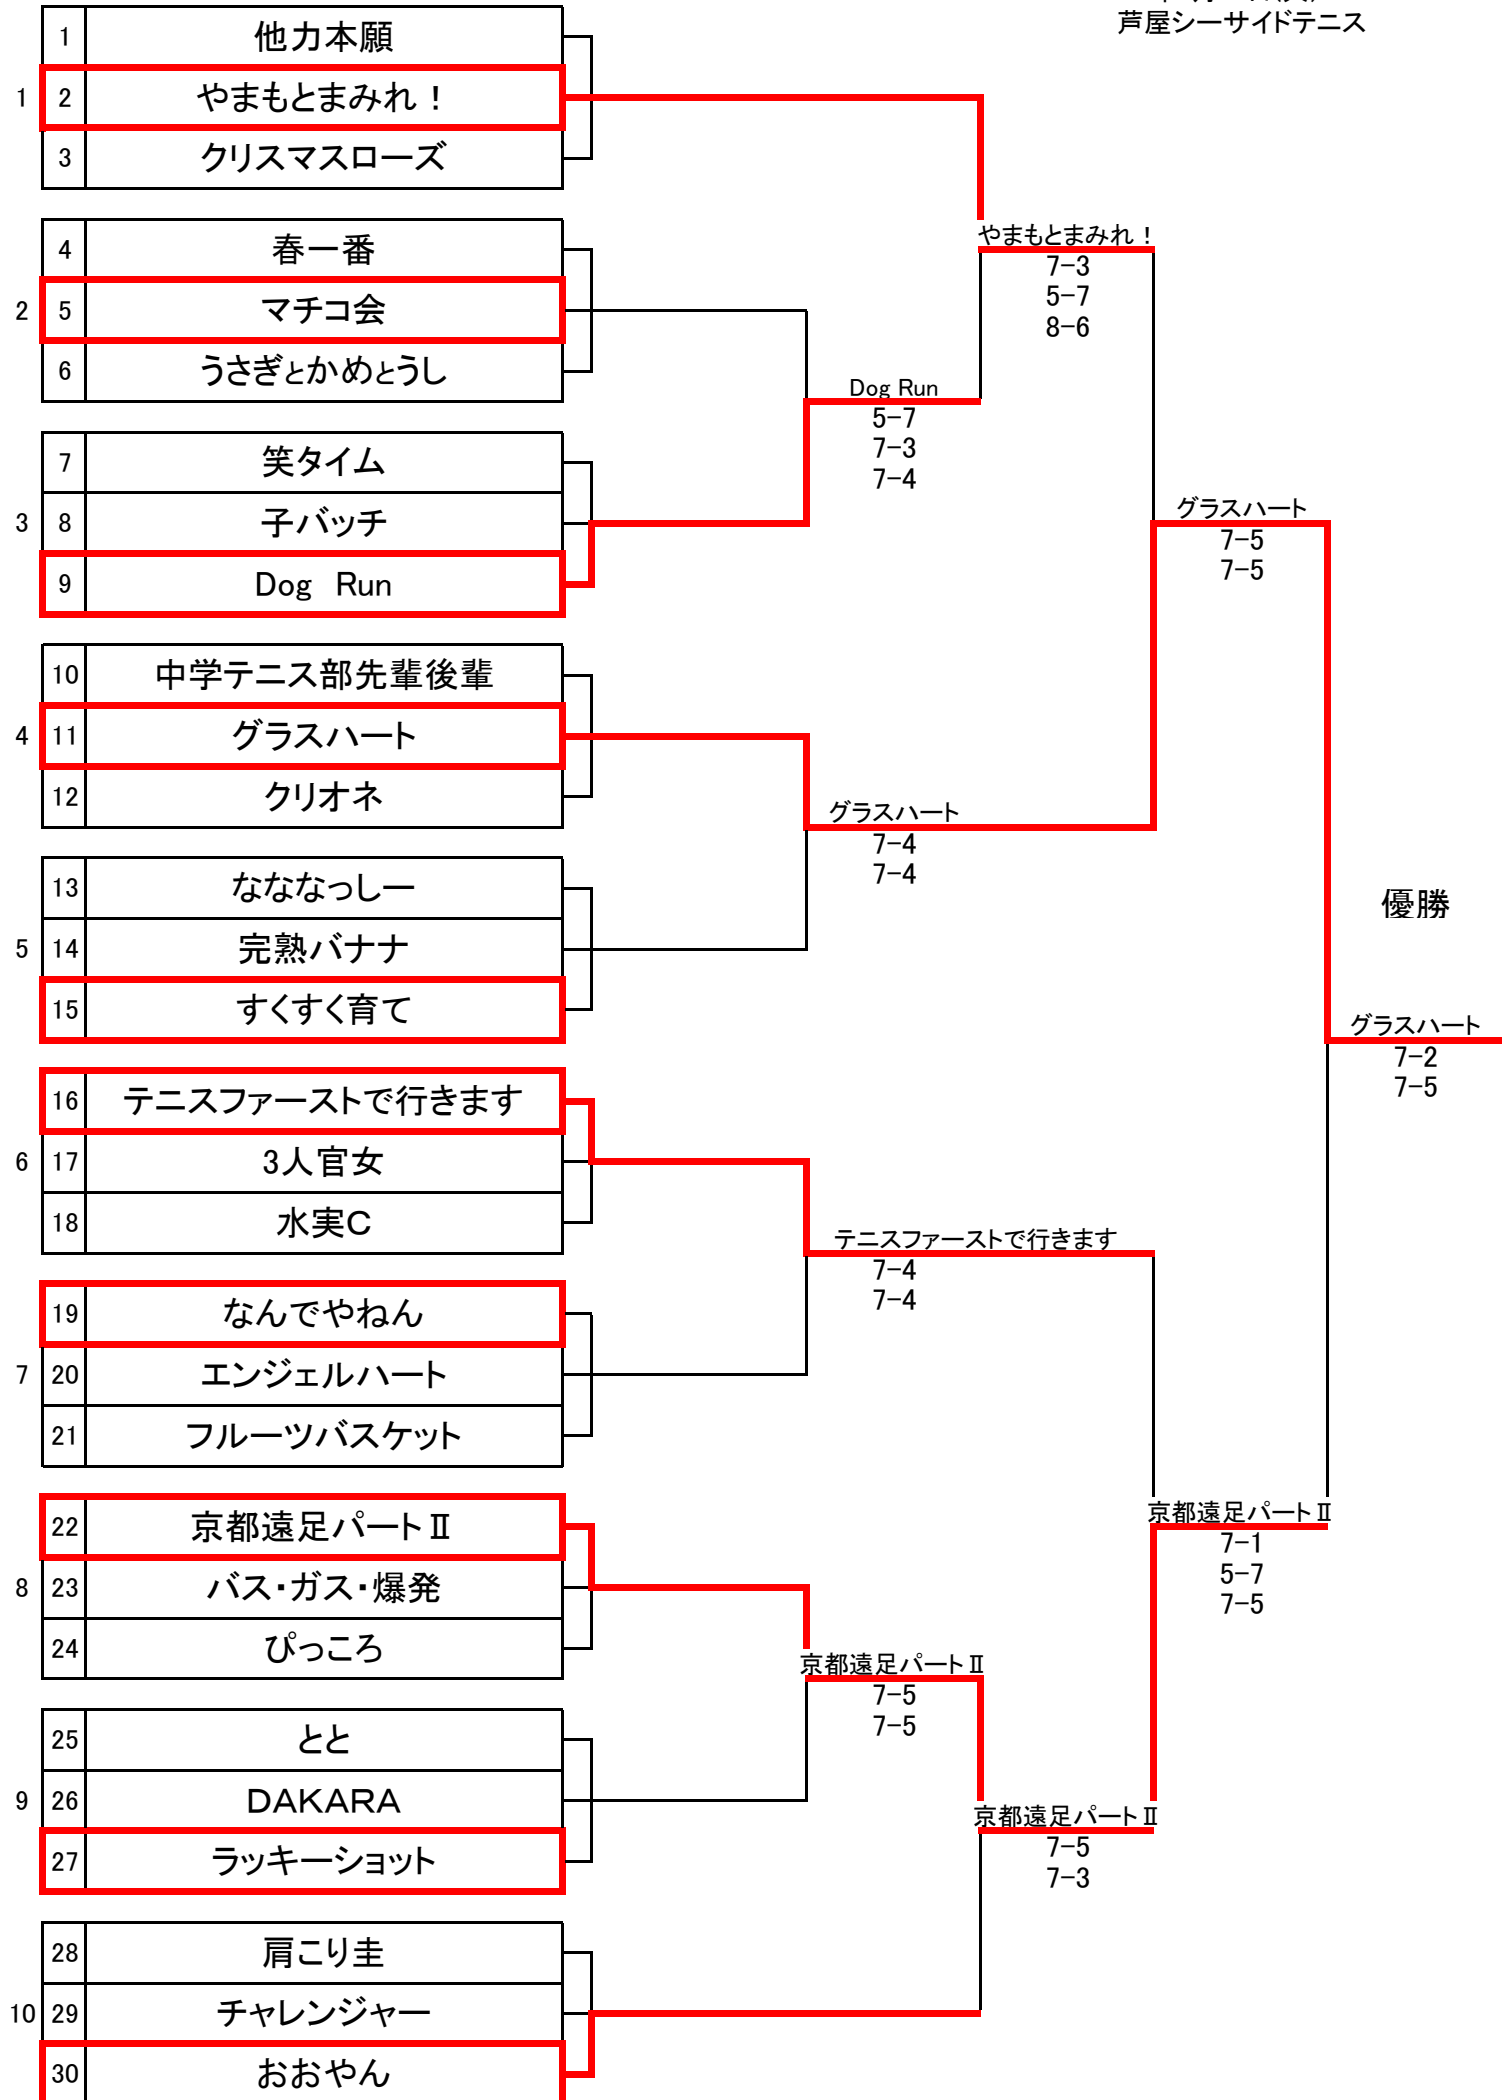 芦屋シーサイドテニス
1 他力本願
1 2 やまもとまみれ！
3 クリスマスローズ
やまもとまみれ！
7-3
5-7
8-6
4 春一番
2 5 マチコ会
6 うさぎとかめとうし
Dog Run
5-7
7-3
7-4
7 笑タイム
3 8 子バッチ
9 Dog Run
グラスハート
7-5
7-5
10 中学テニス部先輩後輩
4 11 グラスハート
12 クリオネ
グラスハート
7-4
7-4
13 なななっしー
5 14 完熟バナナ
15 すくすく育て
優勝
グラスハート
7-2
7-5
16 テニスファーストで行きます
6 17 3人官女
18 水実C
テニスファーストで行きます
7-4
7-4
19 なんでやねん
7 20 エンジェルハート
21 フルーツバスケット
22 京都遠足パートⅡ
8 23 バス・ガス・爆発
24 ぴっころ
京都遠足パートⅡ
7-1
5-7
7-5
京都遠足パートⅡ
7-5
7-5
25 とと
9 26 DAKARA
27 ラッキーショット
京都遠足パートⅡ
7-5
7-3
28 肩こり圭
10 29 チャレンジャー
30 おおやん